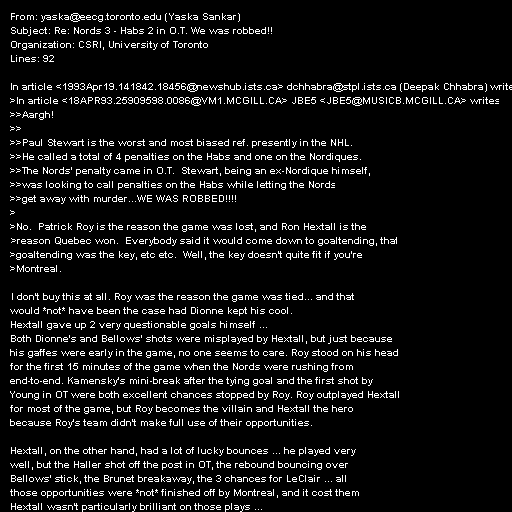 From: yaska@eecg.toronto.edu (Yaska Sankar)
Subject: Re: Nords 3 - Habs 2 in O.T. We was robbed!!
Organization: CSRI, University of Toronto
Lines: 92

In article <1993Apr19.141842.18456@newshub.ists.ca> dchhabra@stpl.ists.ca (Deepak Chhabra) write
>In article <18APR93.25909598.0086@VM1.MCGILL.CA> JBE5 <JBE5@MUSICB.MCGILL.CA> writes
>>Aargh!
>>
>>Paul Stewart is the worst and most biased ref. presently in the NHL.
>>He called a total of 4 penalties on the Habs and one on the Nordiques.
>>The Nords' penalty came in O.T.  Stewart, being an ex-Nordique himself,
>>was looking to call penalties on the Habs while letting the Nords
>>get away with murder...WE WAS ROBBED!!!!
>
>No.  Patrick Roy is the reason the game was lost, and Ron Hextall is the
>reason Quebec won.  Everybody said it would come down to goaltending, that
>goaltending was the key, etc etc.  Well, the key doesn't quite fit if you're
>Montreal.

I don't buy this at all. Roy was the reason the game was tied... and that
would *not* have been the case had Dionne kept his cool.
Hextall gave up 2 very questionable goals himself ...
Both Dionne's and Bellows' shots were misplayed by Hextall, but just because
his gaffes were early in the game, no one seems to care. Roy stood on his head
for the first 15 minutes of the game when the Nords were rushing from
end-to-end. Kamensky's mini-break after the tying goal and the first shot by
Young in OT were both excellent chances stopped by Roy. Roy outplayed Hextall
for most of the game, but Roy becomes the villain and Hextall the hero
because Roy's team didn't make full use of their opportunities.

Hextall, on the other hand, had a lot of lucky bounces ... he played very
well, but the Haller shot off the post in OT, the rebound bouncing over
Bellows' stick, the Brunet breakaway, the 3 chances for LeClair ... all
those opportunities were *not* finished off by Montreal, and it cost them
Hextall wasn't particularly brilliant on those plays ...